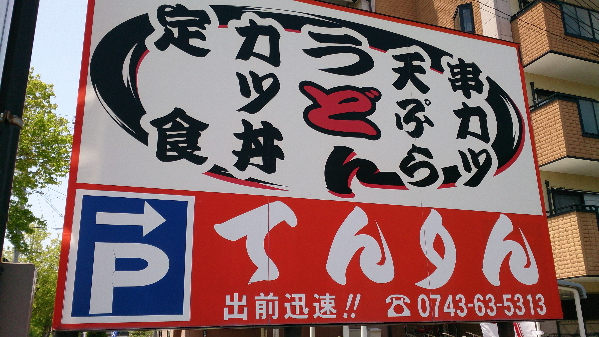 串カツ
天ぷら
うどん
カツ丼
定食
P
てんりん
出前迅速!! ☎0743-63-5313